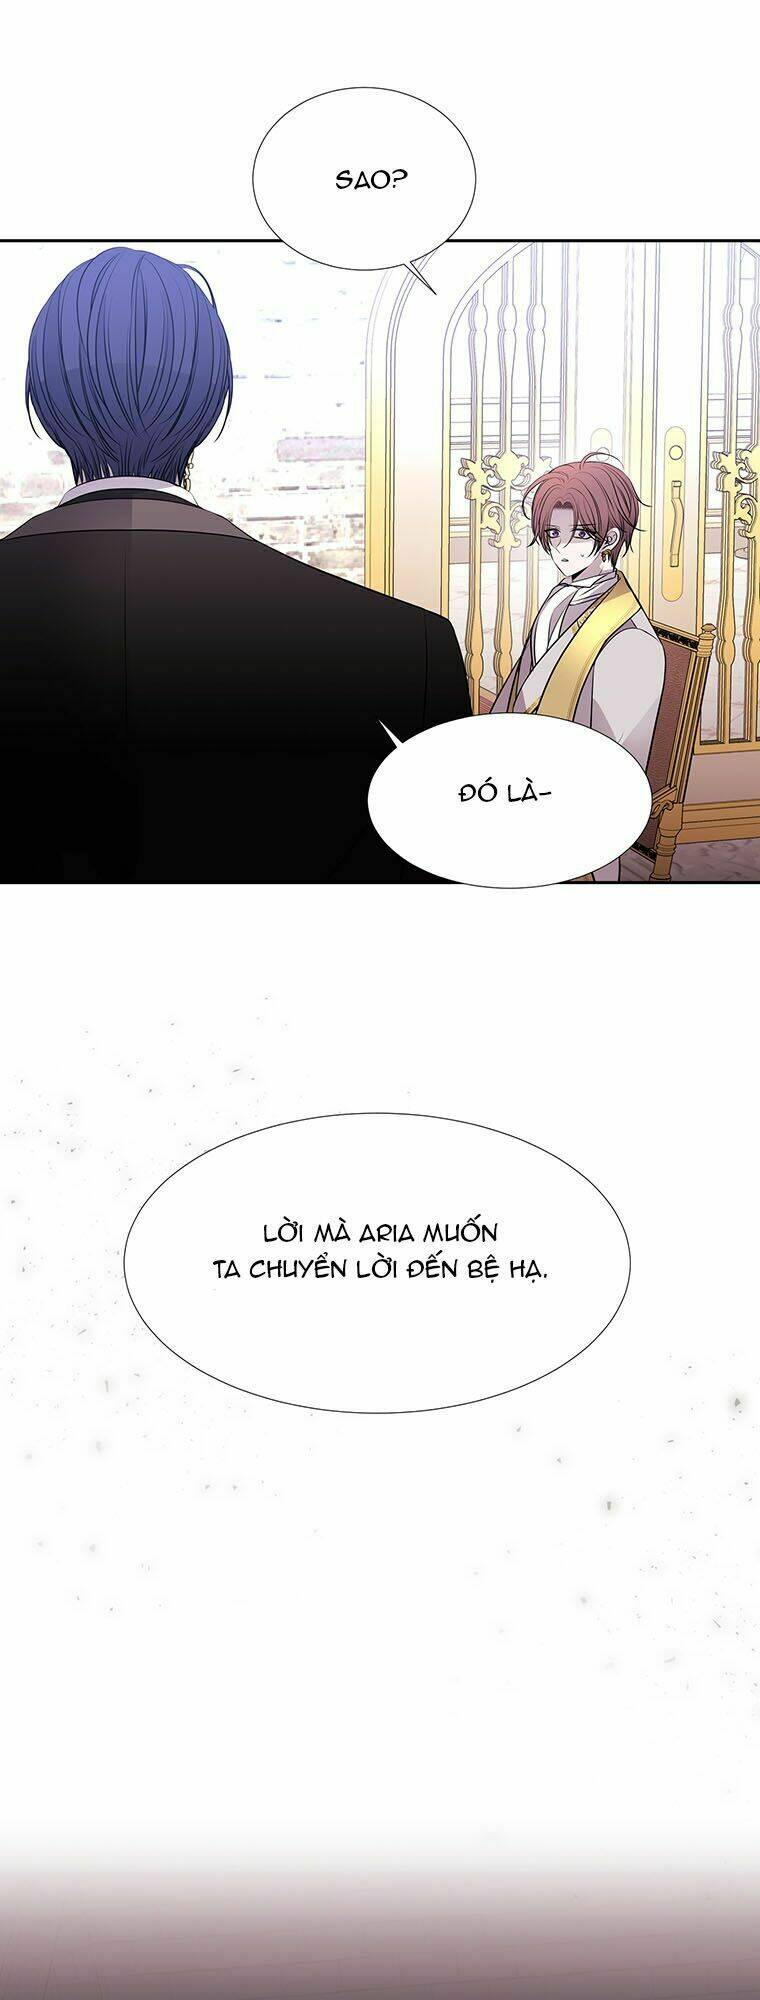 SAO?
ĐÓ LÀ-
LỜI MÀ ARIA MUỐN
TA CHUYỂN LỜI ĐẾN BỆ HẠ.